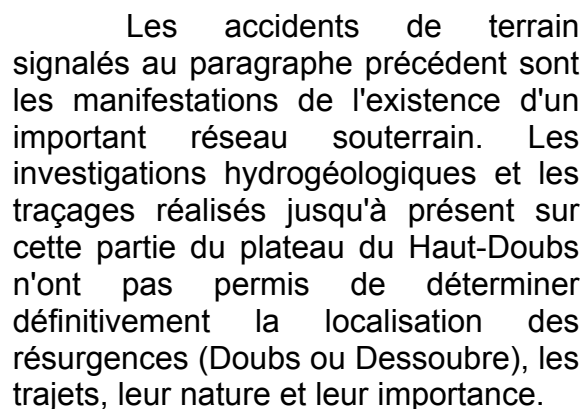 Les accidents de terrain
signalés au paragraphe précédent sont
les manifestations de l'existence d'un
important réseau souterrain. Les
investigations hydrogéologiques et les
traçages réalisés jusqu'à présent sur
cette partie du plateau du Haut-Doubs
n'ont pas permis de déterminer
définitivement la localisation des
résurgences (Doubs ou Dessoubre), les
trajets, leur nature et leur importance.